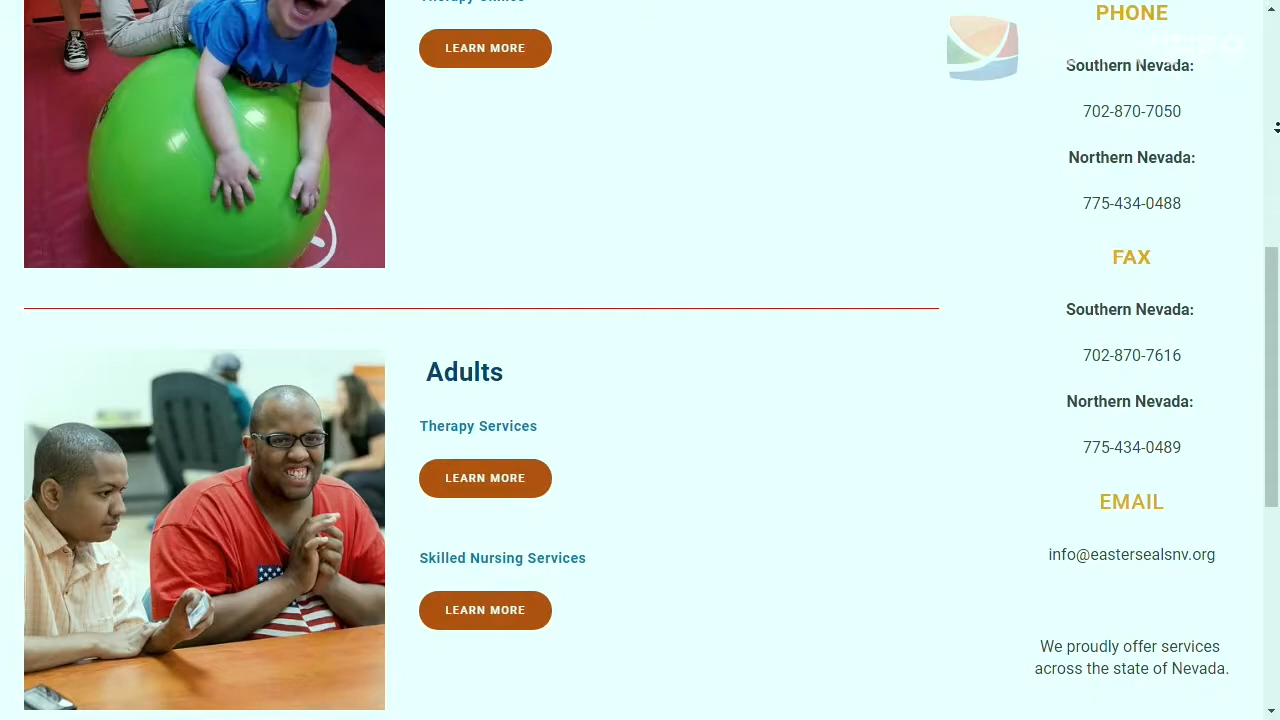 LEARN MORE
Adults
Therapy Services
LEARN MORE
Skilled Nursing Services
LEARN MORE
PHONE
Southern Nevada:
702-870-7050
Northern Nevada:
775-434-0488
FAX
Southern Nevada:
702-870-7616
Northern Nevada:
775-434-0489
EMAIL
info@eastersealsnv.org
We proudly offer services
across the state of Nevada.